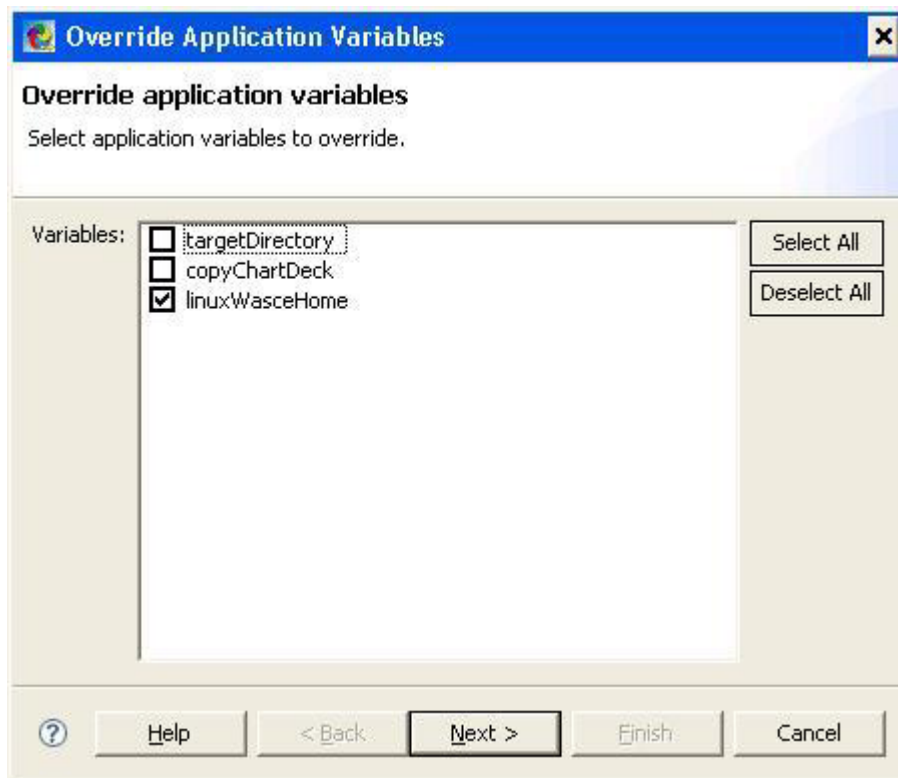 Override Application Variables
Override application variables
Select application variables to override.
Variables:
targetDirectory
copyChartDeck
linuxWasceHome
Select All
Deselect All
? Help < Back Next > Finish Cancel